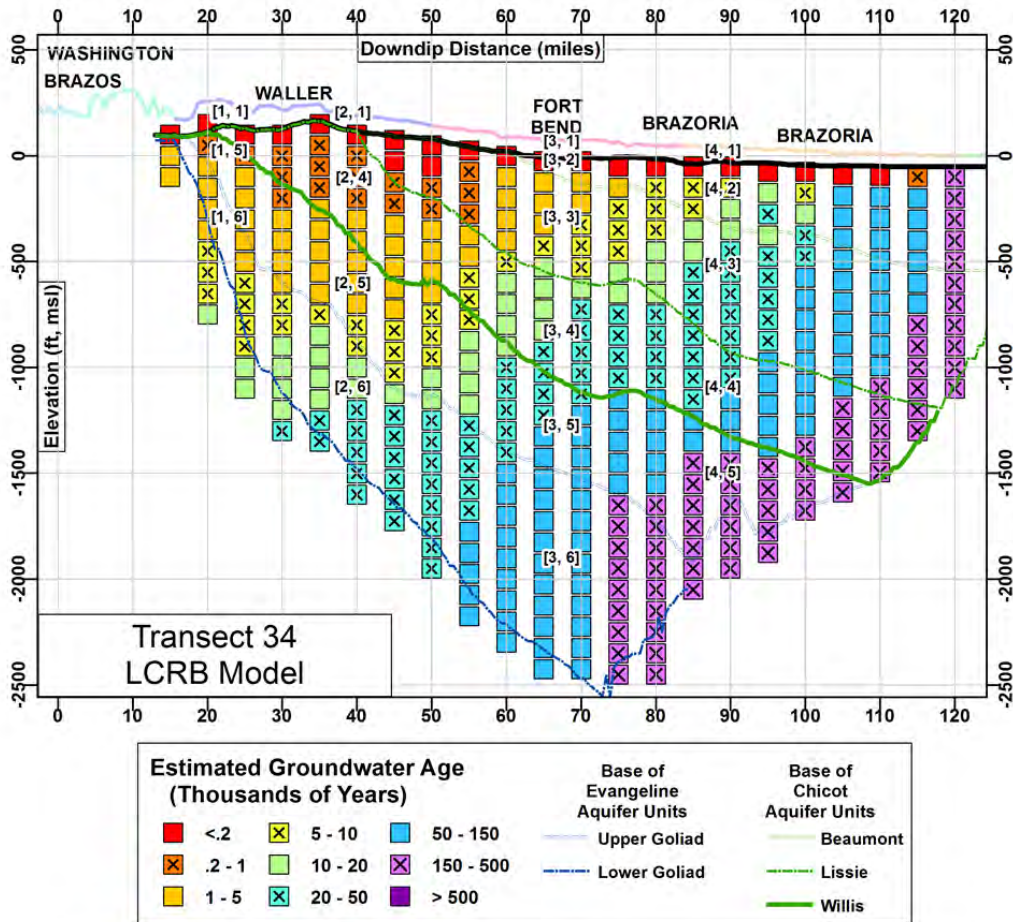 0 10 20 30 40 50 60 70 80 90 100 110 120
Downdip Distance (miles)
500 0 -500 -1000 -1500 -2000 -2500
Elevation (ft, msl)
500 0 -500 -1000 -1500 -2000 -2500
WASHINGTON
BRAZOS
WALLER
FORT
BEND
BRAZORIA
BRAZORIA
[1, 1]
[1, 5]
[1, 6]
[2, 1]
[2, 4]
[2, 5]
[2, 6]
[3, 1]
[3, 2]
[3, 3]
[3, 4]
[3, 5]
[3, 6]
[4, 1]
[4, 2]
[4, 3]
[4, 4]
[4, 5]
Transect 34
LCRB Model
0 10 20 30 40 50 60 70 80 90 100 110 120
Estimated Groundwater Age
(Thousands of Years)
<.2
.2 - 1
1 - 5
5 - 10
10 - 20
20 - 50
50 - 150
150 - 500
> 500
Base of
Evangeline
Aquifer Units
Upper Goliad
Lower Goliad
Base of
Chicot
Aquifer Units
Beaumont
Lissie
Willis